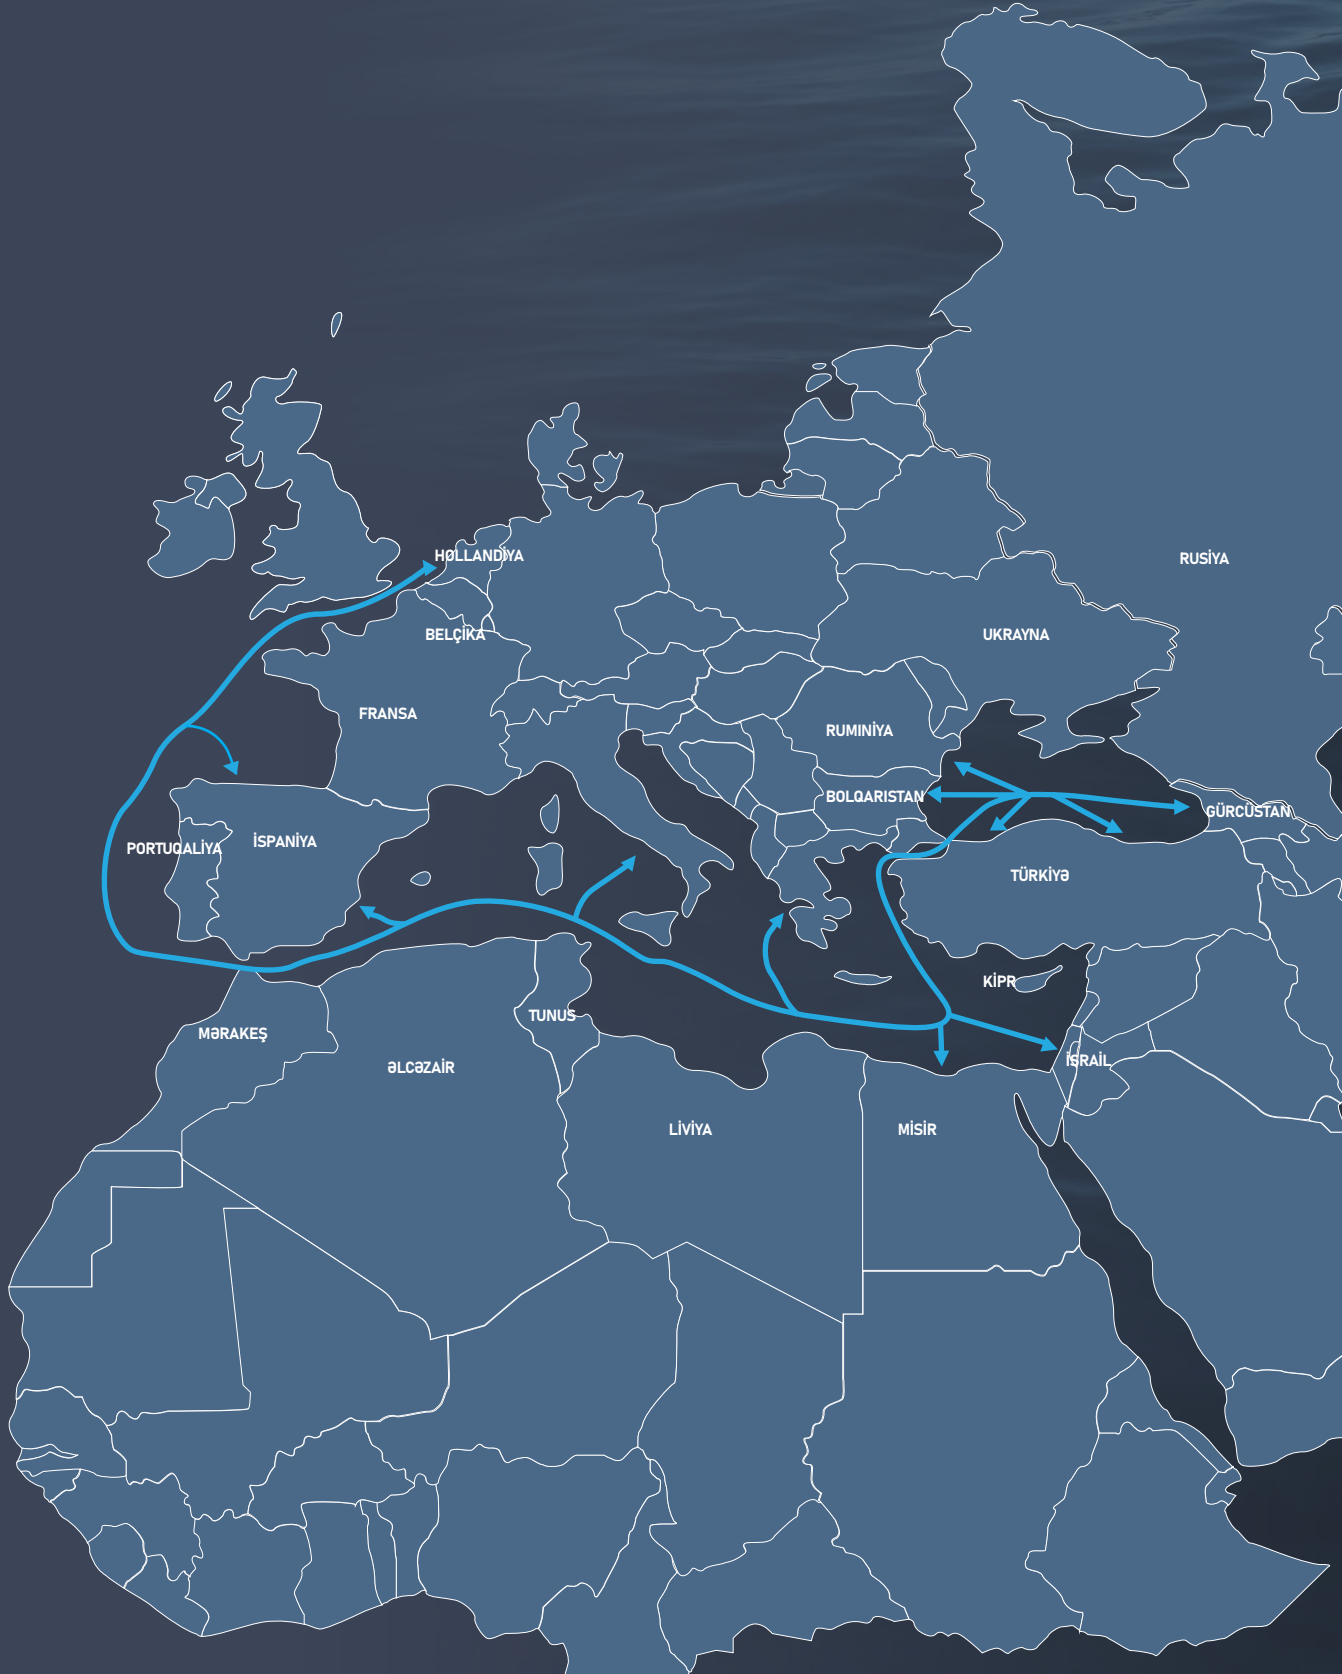 HOLLANDİYA
RUSİYA
BELÇİKA
UKRAYNA
FRANSA
RUMINİYA
BOLQARISTAN
GÜRCÜSTAN
İSPANİYA
PORTUQALİYA
TÜRKİYƏ
KİPR
TUNUS
MƏRAKEŞ
İSRAİL
ƏLCƏZAİR
LİVİYA
MİSİR